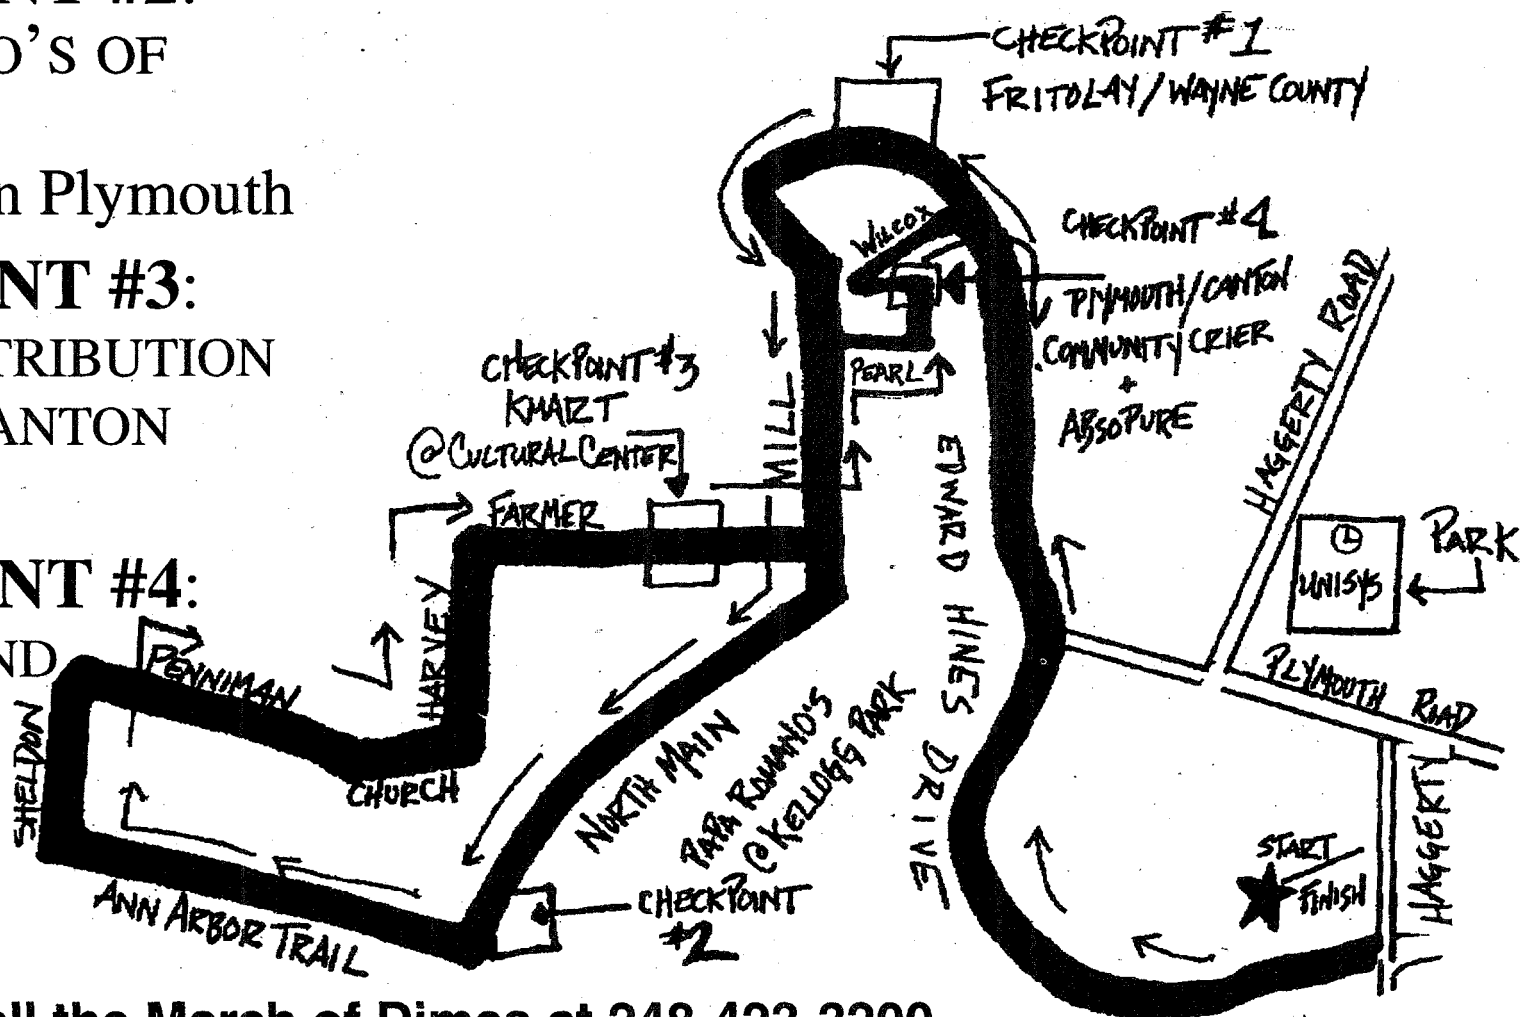 O'S OF
n Plymouth
NT #3:
TRIBUTION
ANTON
NT #4:
ND
CHECKPOINT #1
FRITOLAY/WAYNE COUNTY
WILCOX
CHECKPOINT #4
PLYMOUTH/CANTON
COMMUNITY CRIER
+
ABSOPURE
PEARL
CHECKPOINT #3
KMART
@ CULTURAL CENTER
FARMER
MILL
HARVEY
PENNIMAN
SHELDON
CHURCH
ANN ARBOR TRAIL
NORTH MAIN
PAPA ROMANO'S
@ KELLOGG PARK
CHECKPOINT
#2
EDWARD HINES DRIVE
HAGGERTY ROAD
UNISYS
PARK
PLYMOUTH ROAD
HAGGERTY
START
FINISH
ll the March of Dimes at 248-423-3200